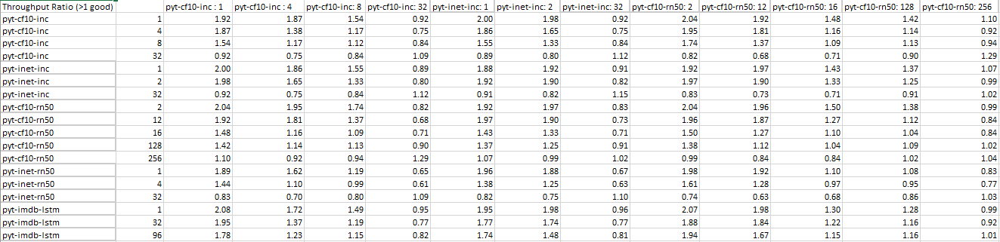 Throughput Ratio (>1 good) pyt-cf10-inc : 1 pyt-cf10-inc : 4 pyt-cf10-inc: 8 pyt-cf10-inc: 32 pyt-inet-inc: 1 pyt-inet-inc: 2 pyt-inet-inc: 32 pyt-cf10-rn50: 2 pyt-cf10-rn50: 12 pyt-cf10-rn50: 16 pyt-cf10-rn50: 128 pyt-cf10-rn50: 256
pyt-cf10-inc 1 1.92 1.87 1.54 0.92 2.00 1.98 0.92 2.04 1.92 1.48 1.42 1.10
pyt-cf10-inc 4 1.87 1.38 1.17 0.75 1.86 1.65 0.75 1.95 1.81 1.16 1.14 0.92
pyt-cf10-inc 8 1.54 1.17 1.12 0.84 1.55 1.33 0.84 1.74 1.37 1.09 1.13 0.94
pyt-cf10-inc 32 0.92 0.75 0.84 1.09 0.89 0.80 1.12 0.82 0.68 0.71 0.90 1.29
pyt-inet-inc 1 2.00 1.86 1.55 0.89 1.88 1.92 0.91 1.92 1.97 1.43 1.37 1.07
pyt-inet-inc 2 1.98 1.65 1.33 0.80 1.92 1.90 0.82 1.97 1.90 1.33 1.25 0.99
pyt-inet-inc 32 0.92 0.75 0.84 1.12 0.91 0.82 1.15 0.83 0.73 0.71 0.91 1.02
pyt-cf10-rn50 2 2.04 1.95 1.74 0.82 1.92 1.97 0.83 2.04 1.96 1.50 1.38 0.99
pyt-cf10-rn50 12 1.92 1.81 1.37 0.68 1.97 1.90 0.73 1.96 1.87 1.27 1.12 0.84
pyt-cf10-rn50 16 1.48 1.16 1.09 0.71 1.43 1.33 0.71 1.50 1.27 1.10 1.04 0.84
pyt-cf10-rn50 128 1.42 1.14 1.13 0.90 1.37 1.25 0.91 1.38 1.12 1.04 1.09 1.02
pyt-cf10-rn50 256 1.10 0.92 0.94 1.29 1.07 0.99 1.02 0.99 0.84 0.84 1.02 1.04
pyt-inet-rn50 1 1.89 1.62 1.19 0.65 1.96 1.88 0.67 1.98 1.92 1.10 1.08 0.83
pyt-inet-rn50 4 1.44 1.10 0.99 0.61 1.38 1.25 0.63 1.61 1.28 0.97 0.95 0.77
pyt-inet-rn50 32 0.83 0.70 0.80 1.09 0.82 0.75 1.10 0.74 0.63 0.68 0.86 1.03
pyt-imdb-lstm 1 2.08 1.72 1.49 0.95 1.95 1.98 0.96 2.07 1.98 1.30 1.28 0.99
pyt-imdb-lstm 32 1.95 1.37 1.19 0.77 1.77 1.74 0.77 1.88 1.84 1.22 1.16 0.92
pyt-imdb-lstm 96 1.78 1.23 1.15 0.82 1.74 1.48 0.81 1.94 1.67 1.15 1.16 1.01